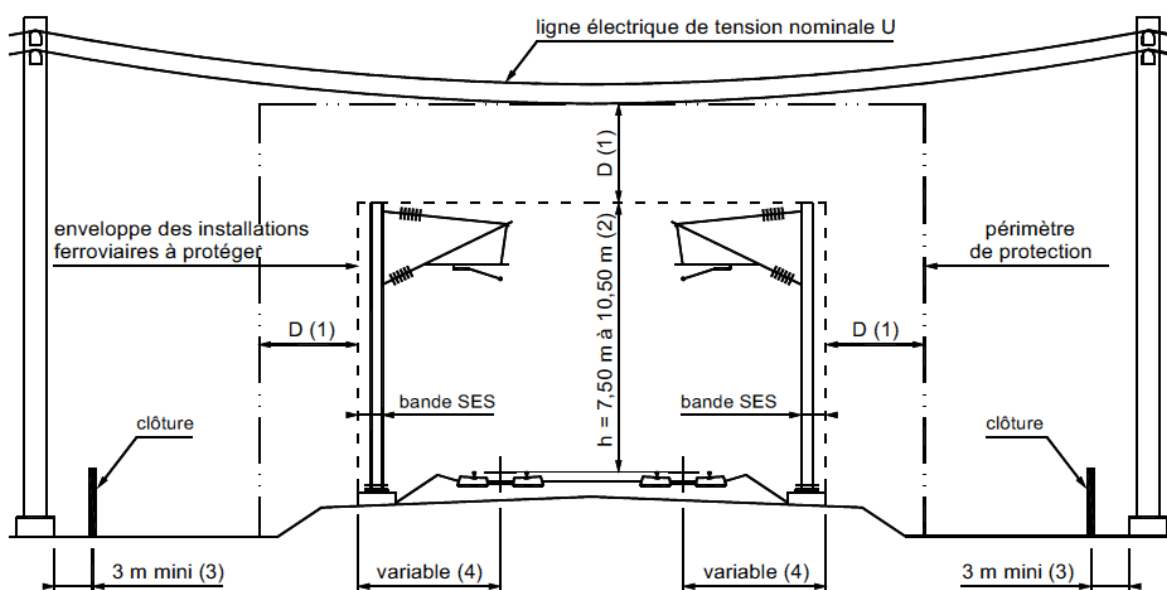 ligne électrique de tension nominale U
D (1)
enveloppe des installations
ferroviaires à protéger
h = 7,50 m à 10,50 m (2)
périmètre
de protection
D (1)
D (1)
bande SES
bande SES
clôture
clôture
3 m mini (3)
variable (4)
variable (4)
3 m mini (3)